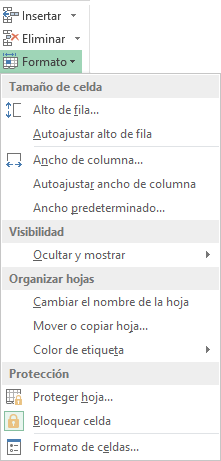 Insertar
Eliminar
Formato
Tamaño de celda
Alto de fila...
Autoajustar alto de fila
Ancho de columna...
Autoajustar ancho de columna
Ancho predeterminado...
Visibilidad
Ocultar y mostrar
Organizar hojas
Cambiar el nombre de la hoja
Mover o copiar hoja...
Color de etiqueta
Protección
Proteger hoja...
Bloquear celda
Formato de celdas...